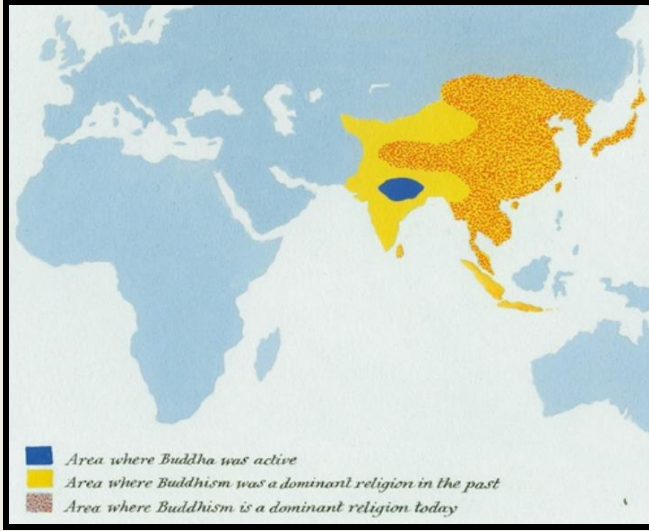 Area where Buddha was active
Area where Buddhism was a dominant religion in the past
Area where Buddhism is a dominant religion today